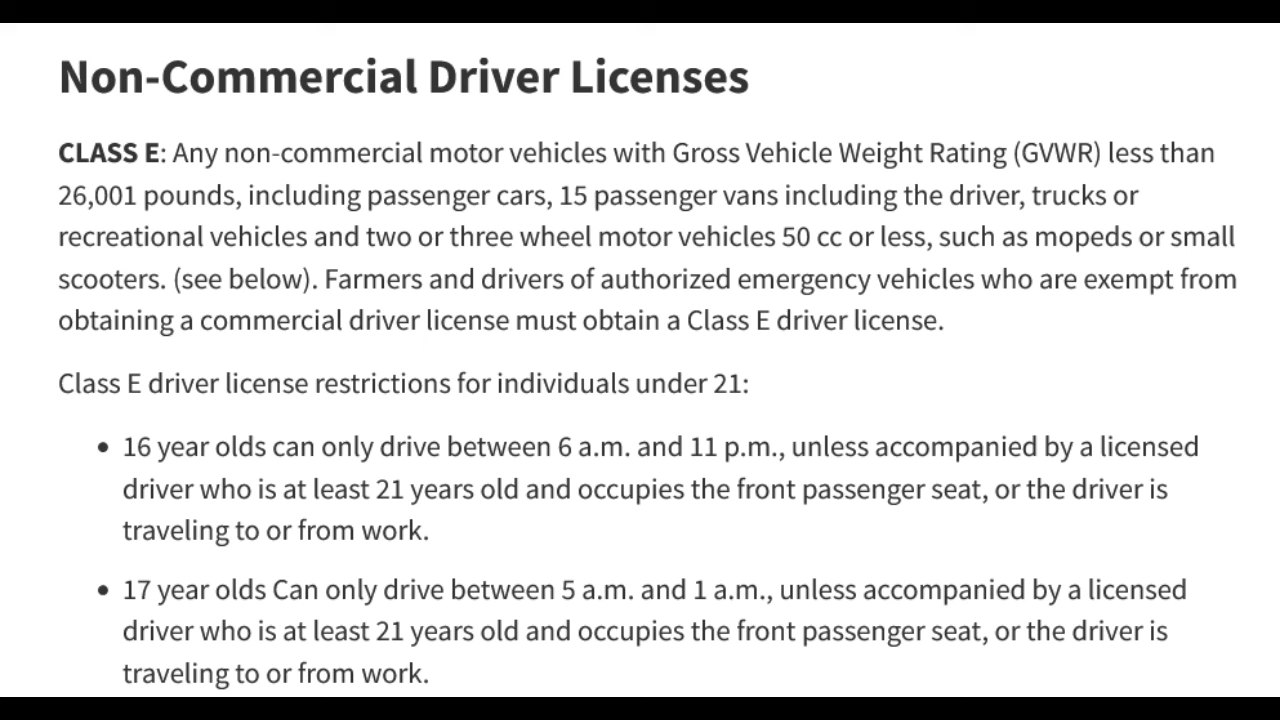 Non-Commercial Driver Licenses
CLASS E: Any non-commercial motor vehicles with Gross Vehicle Weight Rating (GVWR) less than
26,001 pounds, including passenger cars, 15 passenger vans including the driver, trucks or
recreational vehicles and two or three wheel motor vehicles 50 cc or less, such as mopeds or small
scooters. (see below). Farmers and drivers of authorized emergency vehicles who are exempt from
obtaining a commercial driver license must obtain a Class E driver license.
Class E driver license restrictions for individuals under 21:
• 16 year olds can only drive between 6 a.m. and 11 p.m., unless accompanied by a licensed
driver who is at least 21 years old and occupies the front passenger seat, or the driver is
traveling to or from work.
• 17 year olds Can only drive between 5 a.m. and 1 a.m., unless accompanied by a licensed
driver who is at least 21 years old and occupies the front passenger seat, or the driver is
traveling to or from work.